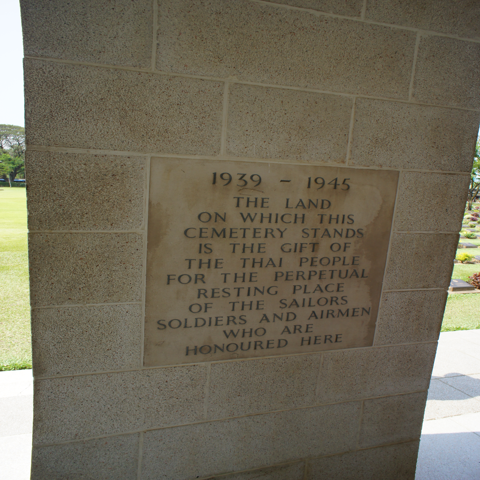 1939 - 1945
THE LAND
ON WHICH THIS
CEMETERY STANDS
IS THE GIFT OF
THE THAI PEOPLE
FOR THE PERPETUAL
RESTING PLACE
OF THE SAILORS
SOLDIERS AND AIRMEN
WHO ARE
HONOURED HERE